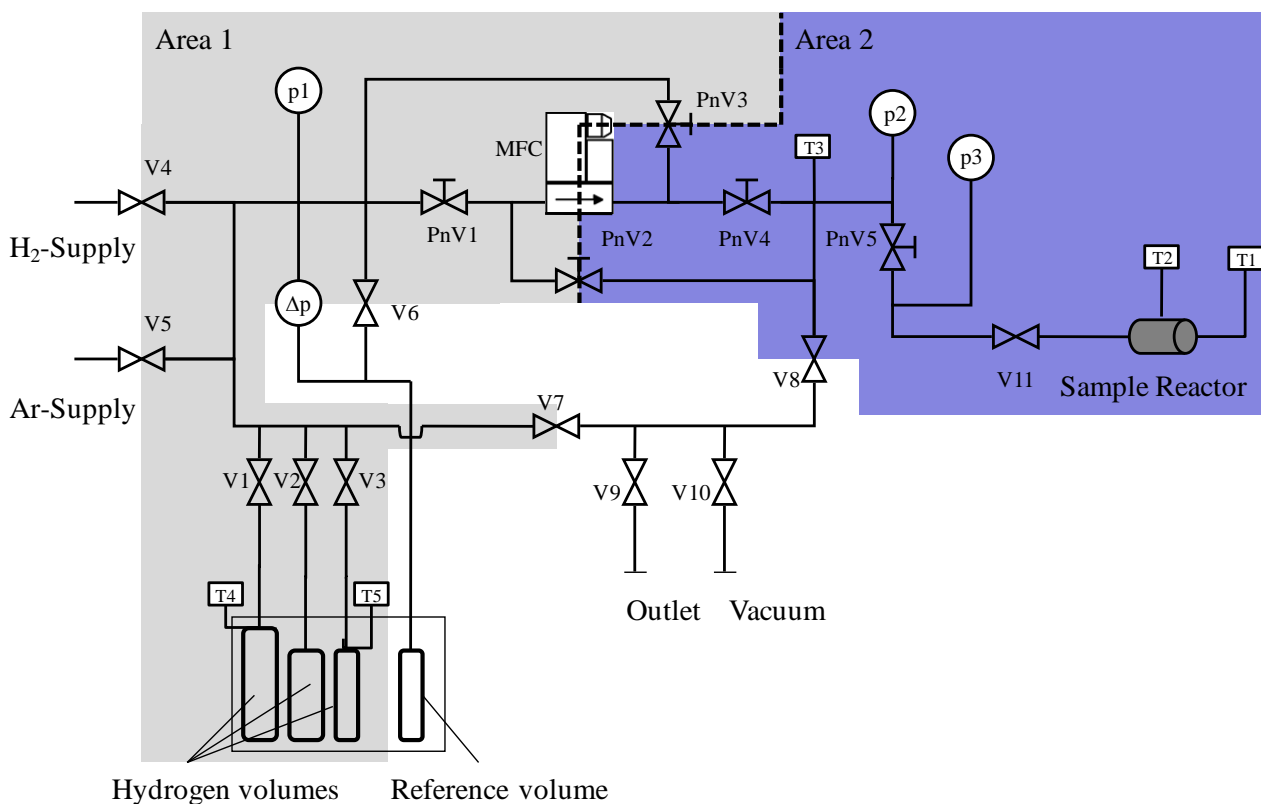 Area 1
Area 2
p1
PnV3
p2
MFC
T3
p3
V4
H₂-Supply
PnV1
PnV2
PnV4
PnV5
T2
T1
Δp
V6
V5
Ar-Supply
V8
V11
Sample Reactor
V7
V1
V2
V3
V9
V10
T4
T5
Outlet
Vacuum
Hydrogen volumes
Reference volume